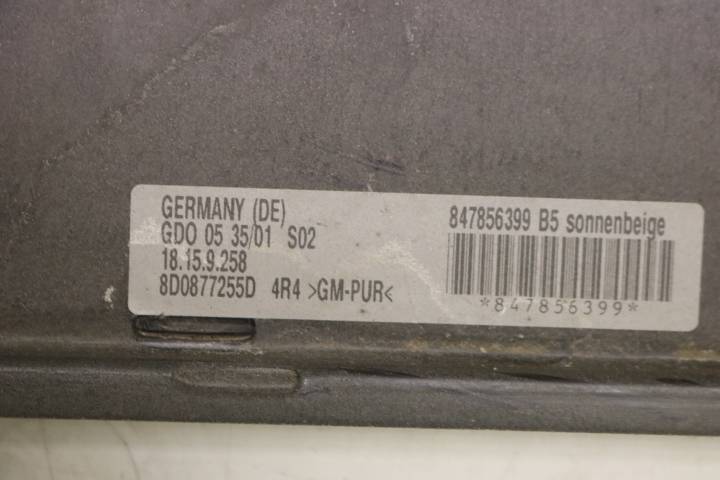 GERMANY (DE)
GDO 05 35/01 S02
18.15.9.258
8D0877255D 4R4 >GM-PUR<
847856399 B5 sonnenbeige
*847856399*